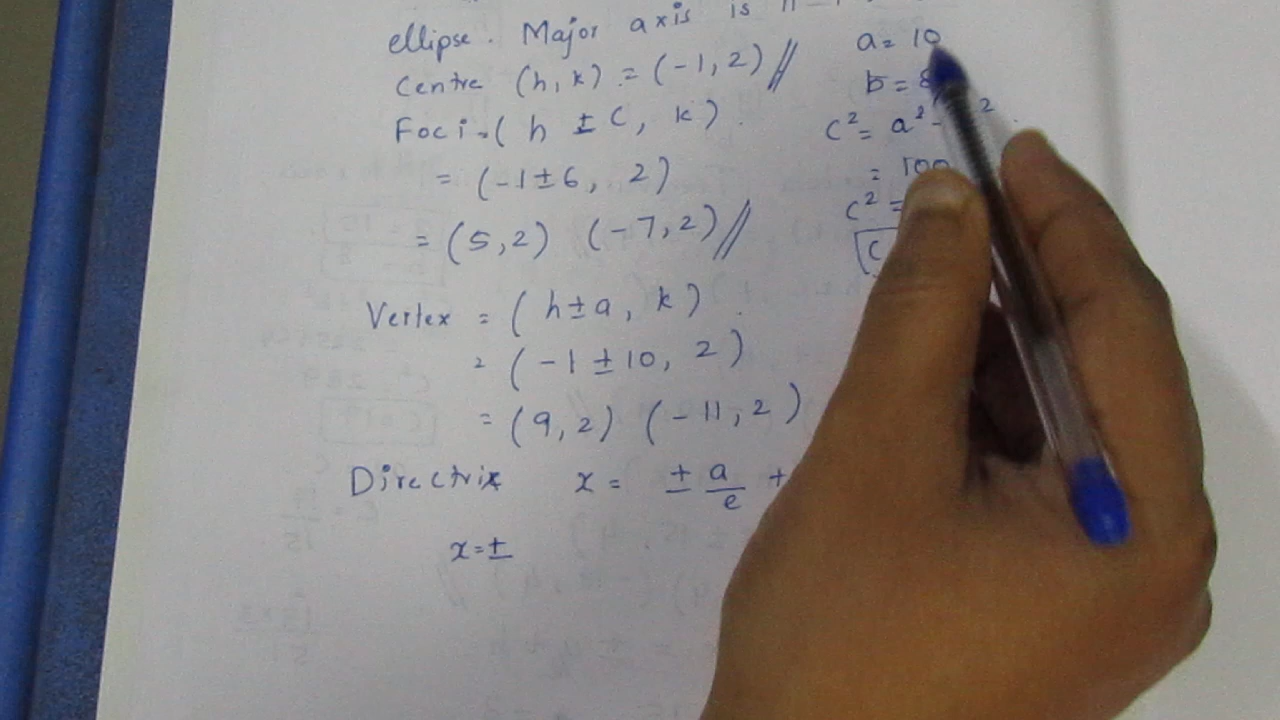 ellipse. Major axis is
Centre (h, k) = (-1, 2) //
Foci = ( h ± c, k )
= (-1 ± 6, 2)
= (5, 2) (-7, 2) //
Vertex = ( h ± a, k )
= (-1 ± 10, 2)
= (9, 2) (-11, 2)
Directrix x = ± a/e +
x = ±
a = 10
b = 8
c² = a² - ²
= 100
c² =
c